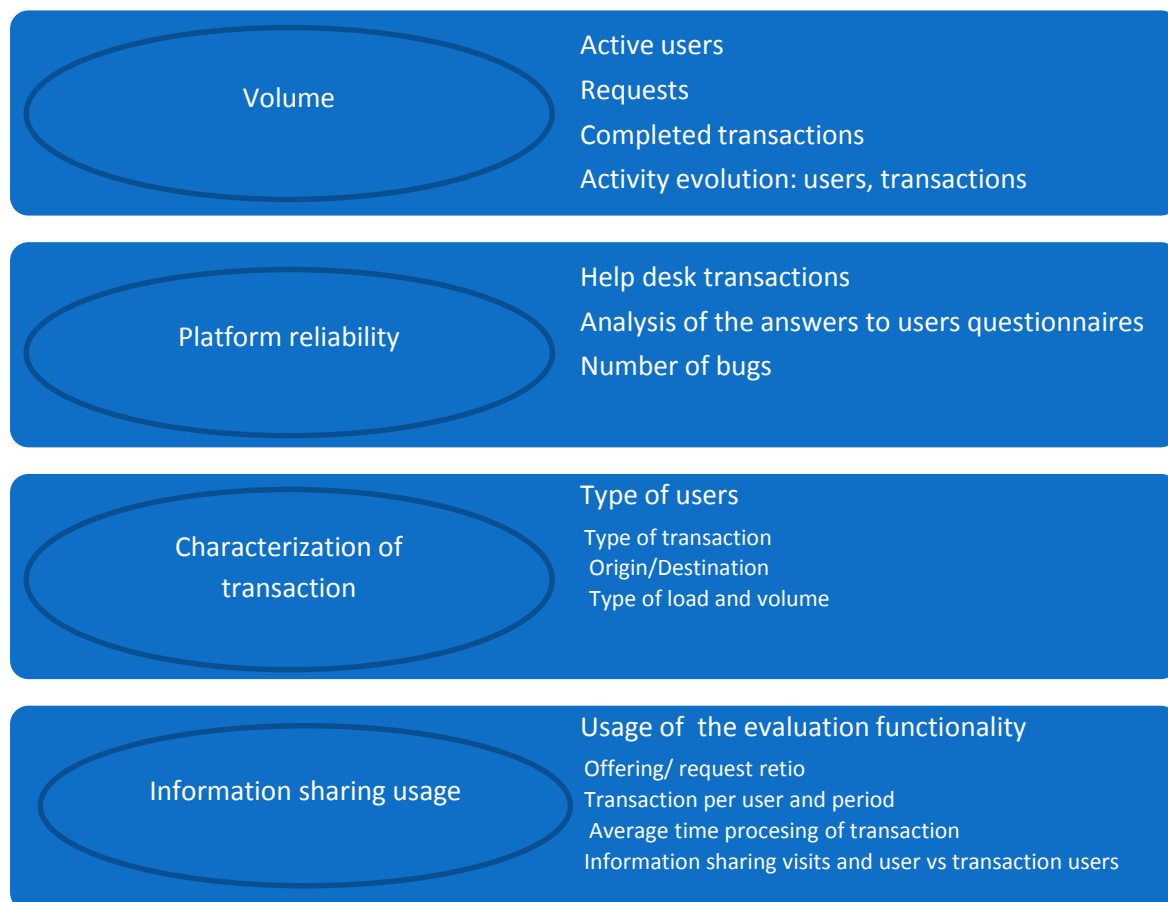 Volume
Active users
Requests
Completed transactions
Activity evolution: users, transactions
Platform reliability
Help desk transactions
Analysis of the answers to users questionnaires
Number of bugs
Characterization of
transaction
Type of users
Type of transaction
Origin/Destination
Type of load and volume
Information sharing usage
Usage of  the evaluation functionality
Offering/ request retio
Transaction per user and period
Average time procesing of transaction
Information sharing visits and user vs transaction users